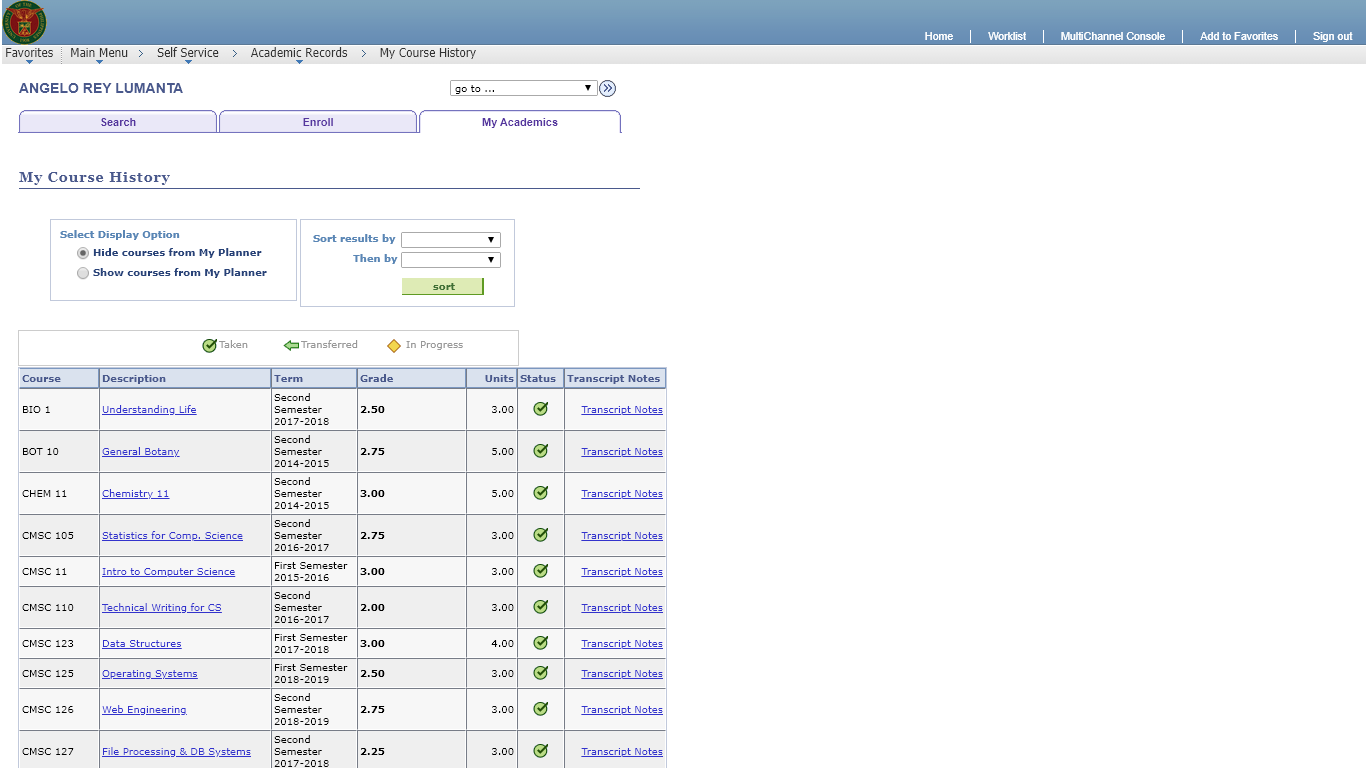 Home Worklist MultiChannel Console Add to Favorites Sign out
Favorites Main Menu > Self Service > Academic Records > My Course History
ANGELO REY LUMANTA go to ...
Search Enroll My Academics
My Course History
Select Display Option
Hide courses from My Planner
Show courses from My Planner
Sort results by
Then by
sort
Taken Transferred In Progress
Course Description Term Grade Units Status Transcript Notes
BIO 1 Understanding Life Second Semester 2017-2018 2.50 3.00 Transcript Notes
BOT 10 General Botany Second Semester 2014-2015 2.75 5.00 Transcript Notes
CHEM 11 Chemistry 11 Second Semester 2014-2015 3.00 5.00 Transcript Notes
CMSC 105 Statistics for Comp. Science Second Semester 2016-2017 2.75 3.00 Transcript Notes
CMSC 11 Intro to Computer Science First Semester 2015-2016 3.00 3.00 Transcript Notes
CMSC 110 Technical Writing for CS Second Semester 2016-2017 2.00 3.00 Transcript Notes
CMSC 123 Data Structures First Semester 2017-2018 3.00 4.00 Transcript Notes
CMSC 125 Operating Systems First Semester 2018-2019 2.50 3.00 Transcript Notes
CMSC 126 Web Engineering Second Semester 2018-2019 2.75 3.00 Transcript Notes
CMSC 127 File Processing & DB Systems Second Semester 2017-2018 2.25 3.00 Transcript Notes